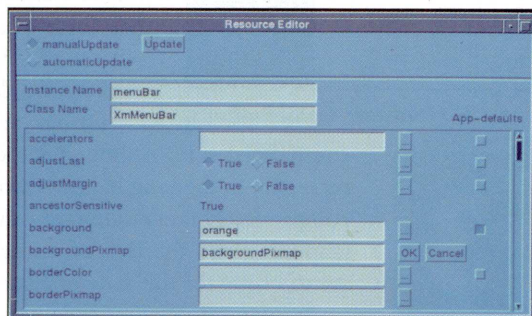 Resource Editor
manualUpdate Update
automaticUpdate
Instance Name menuBar
Class Name XmMenuBar
App-defaults
accelerators ...
adjustLast True False ...
adjustMargin True False ...
ancestorSensitive True
background orange ...
backgroundPixmap backgroundPixmap OK Cancel
borderColor ...
borderPixmap ...